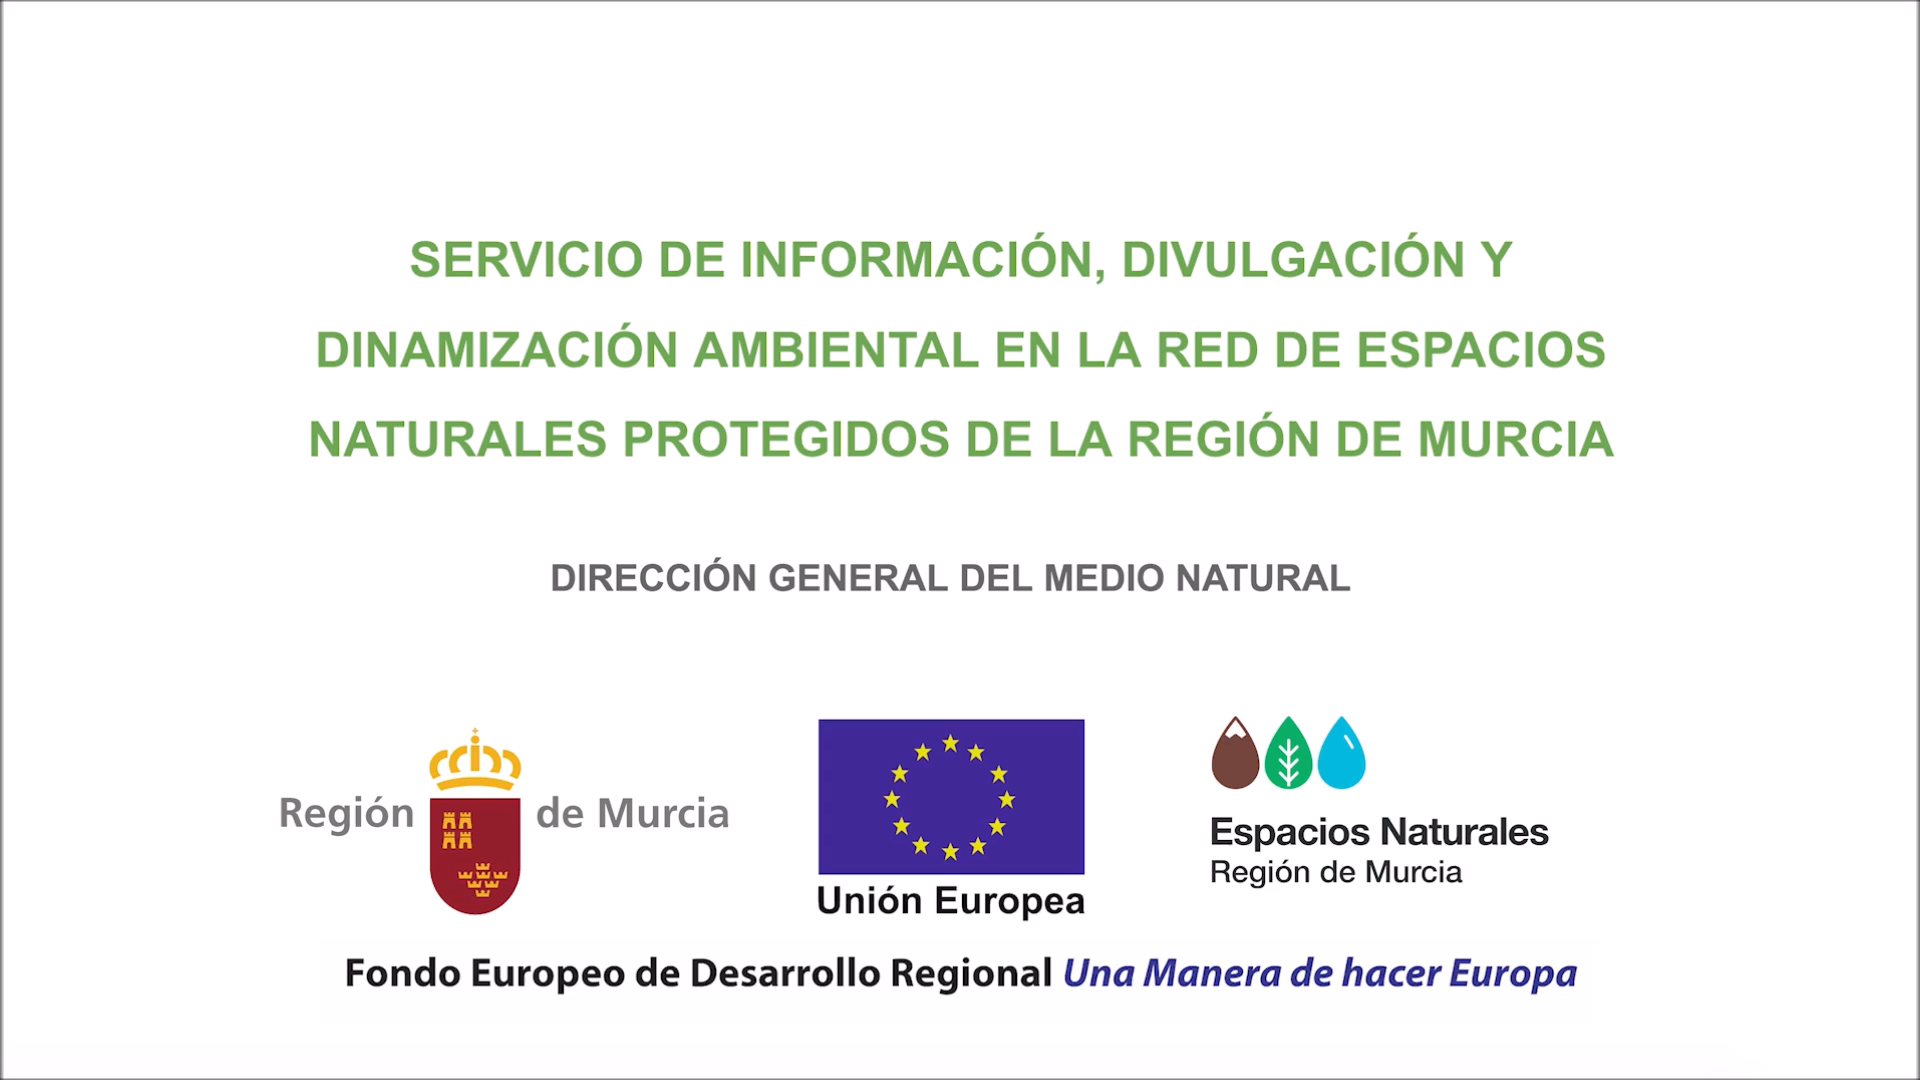 SERVICIO DE INFORMACIÓN, DIVULGACIÓN Y
DINAMIZACIÓN AMBIENTAL EN LA RED DE ESPACIOS
NATURALES PROTEGIDOS DE LA REGIÓN DE MURCIA
DIRECCIÓN GENERAL DEL MEDIO NATURAL
Región de Murcia
Unión Europea
Espacios Naturales
Región de Murcia
Fondo Europeo de Desarrollo Regional Una Manera de hacer Europa